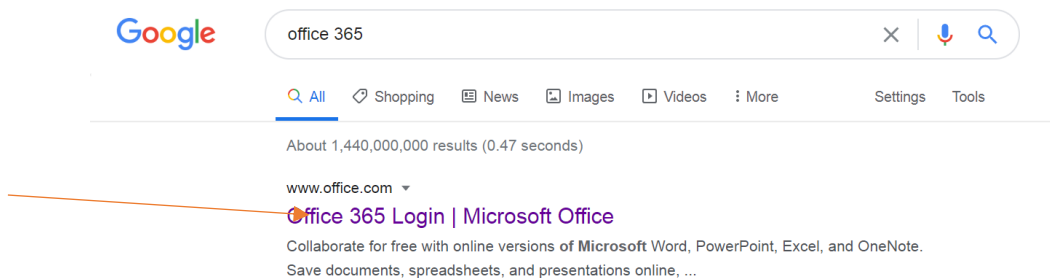 Google office 365
All Shopping News Images Videos More Settings Tools
About 1,440,000,000 results (0.47 seconds)
www.office.com
Office 365 Login | Microsoft Office
Collaborate for free with online versions of Microsoft Word, PowerPoint, Excel, and OneNote.
Save documents, spreadsheets, and presentations online, ...